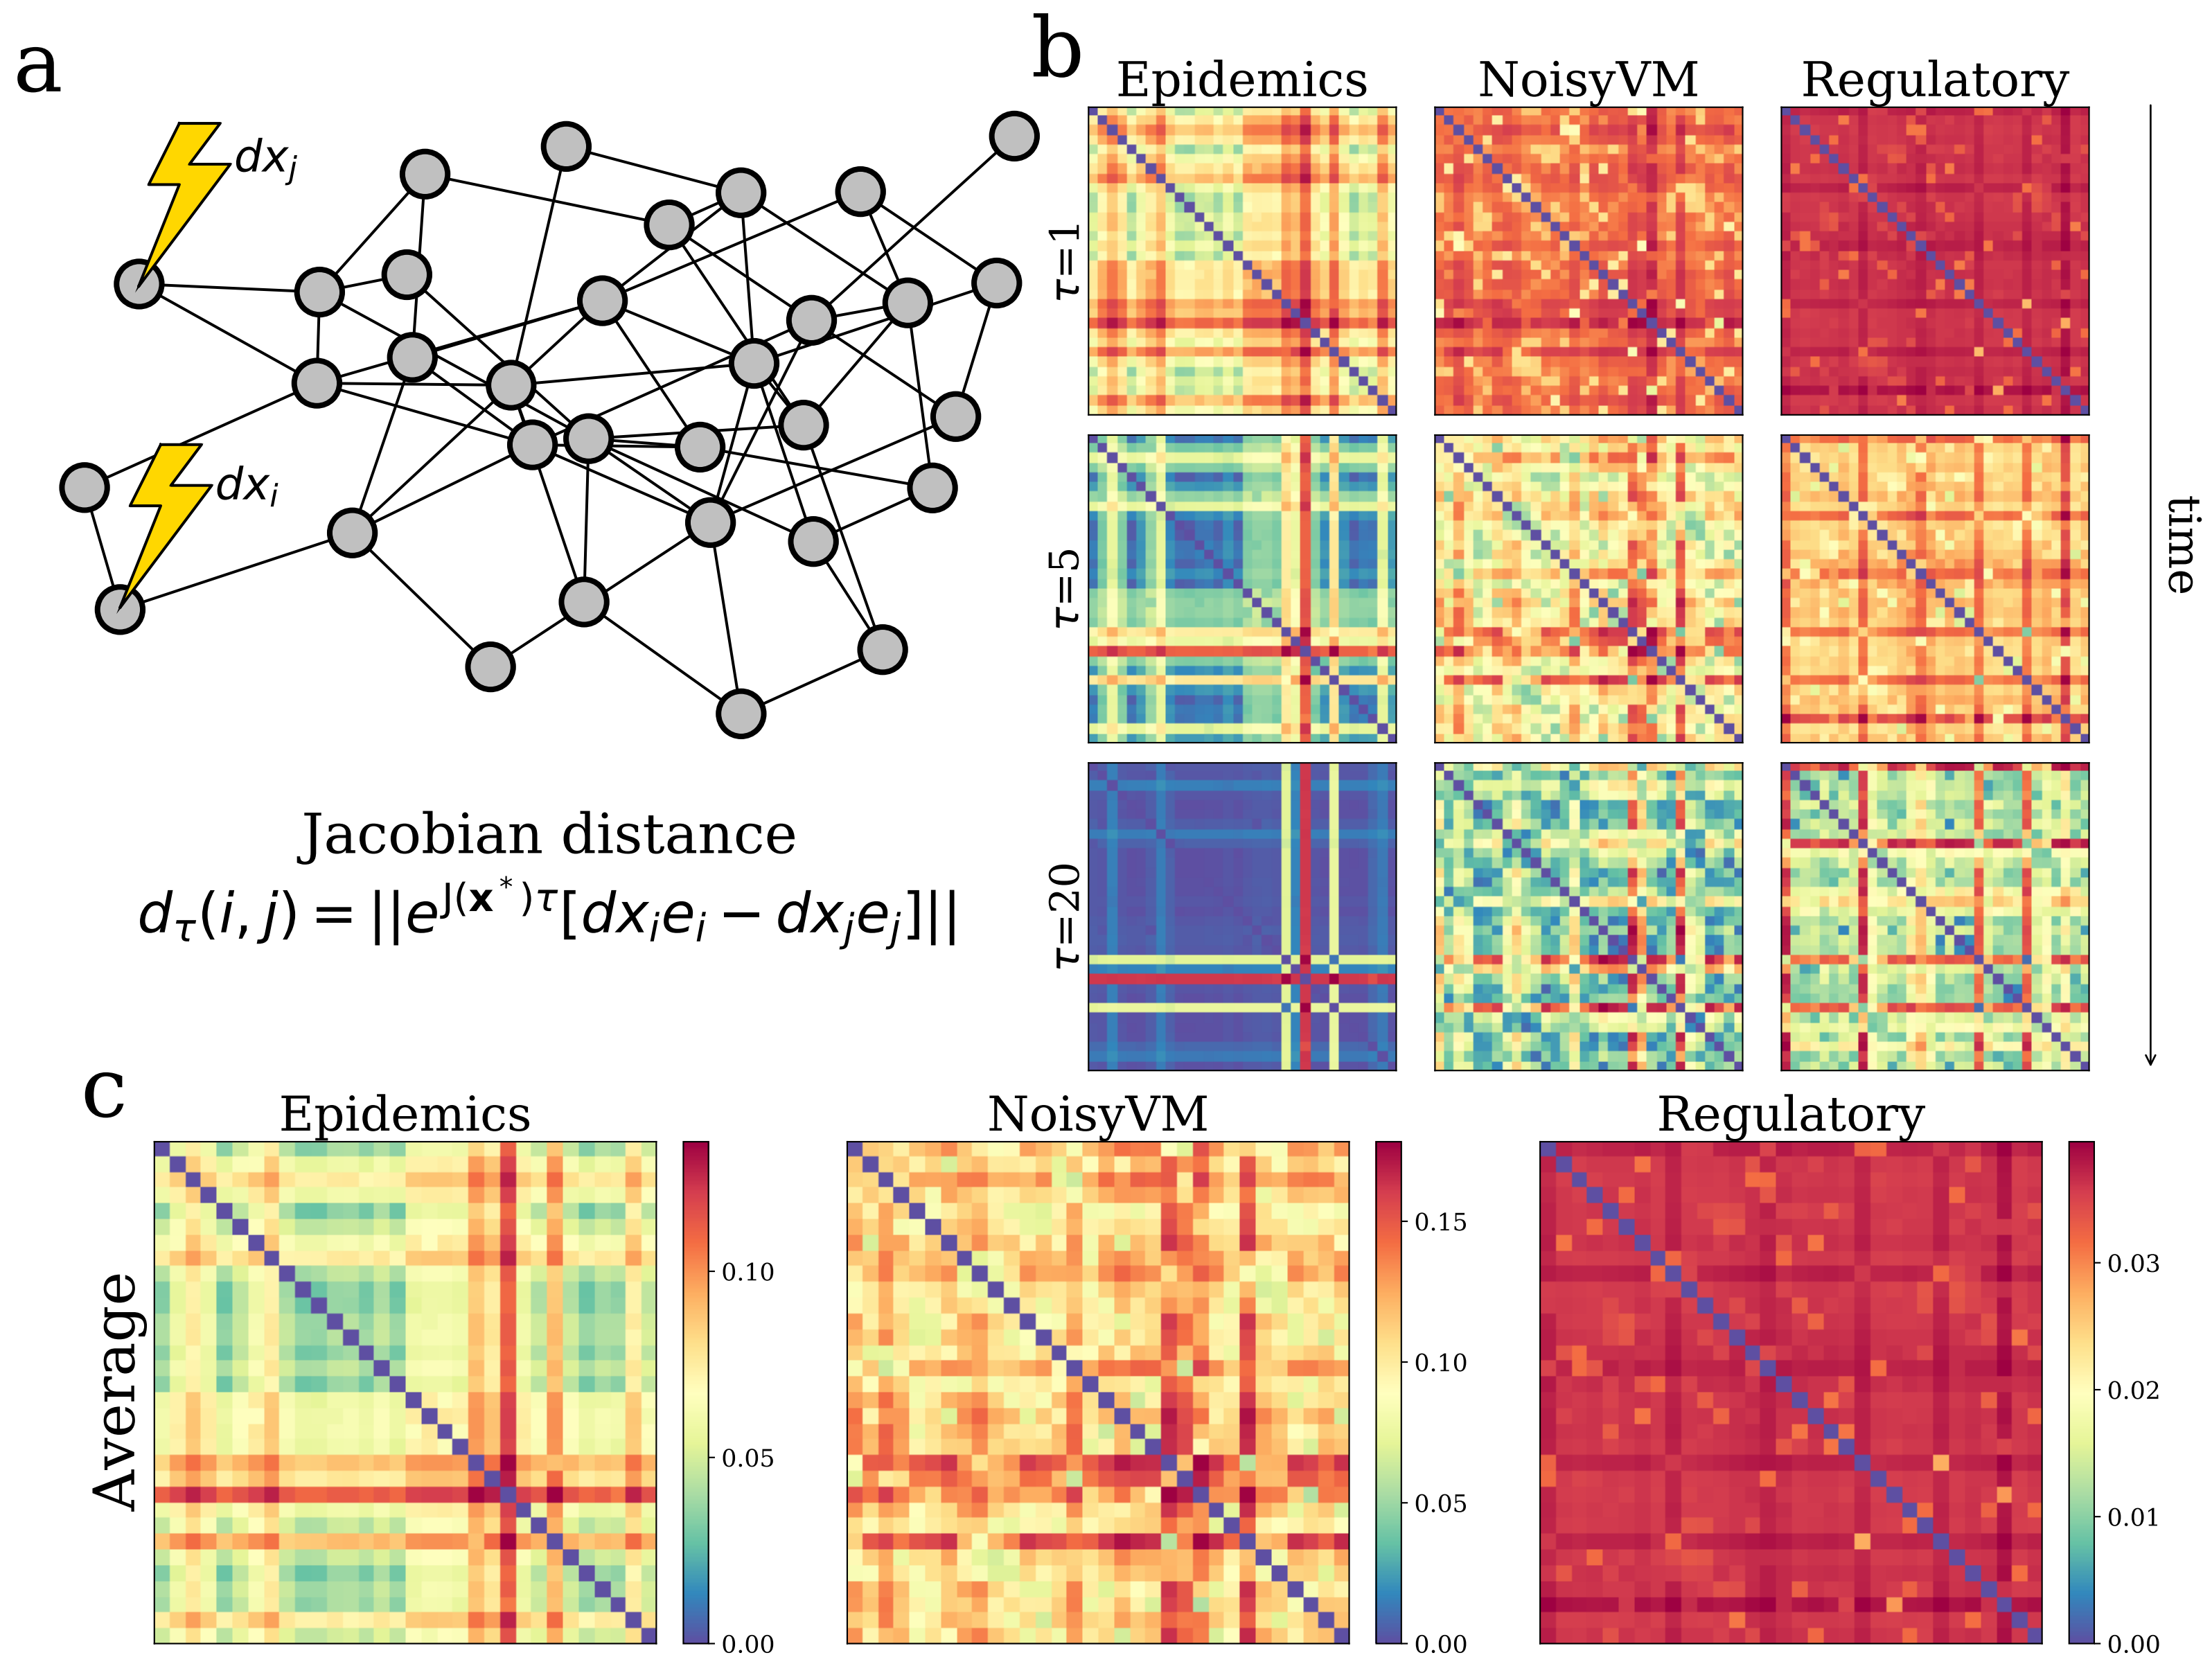 a
dx_j
dx_i
Jacobian distance
d_τ(i, j) = ||e^{J(x*)τ}[dx_i e_i − dx_j e_j]||
b
Epidemics NoisyVM Regulatory
τ=1
τ=5
τ=20
time
c
Epidemics NoisyVM Regulatory
Average
0.10
0.05
0.00
0.15
0.10
0.05
0.00
0.03
0.02
0.01
0.00